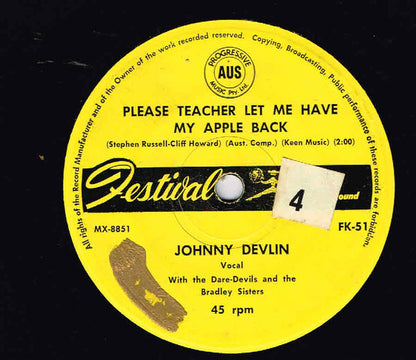 All rights of the Record Manufacturer and of the Owner of the work recorded reserved. Copying, Broadcasting, Public performance of these records are forbidden.
PROGRESSIVE
AUS
MUSIC Pty Ltd.
PLEASE TEACHER LET ME HAVE
MY APPLE BACK
(Stephen Russell-Cliff Howard) (Aust. Comp.) (Keen Music) (2:00)
Festival
ound
4
MX-8851
FK-51
JOHNNY DEVLIN
Vocal
With the Dare-Devils and the
Bradley Sisters
45 rpm